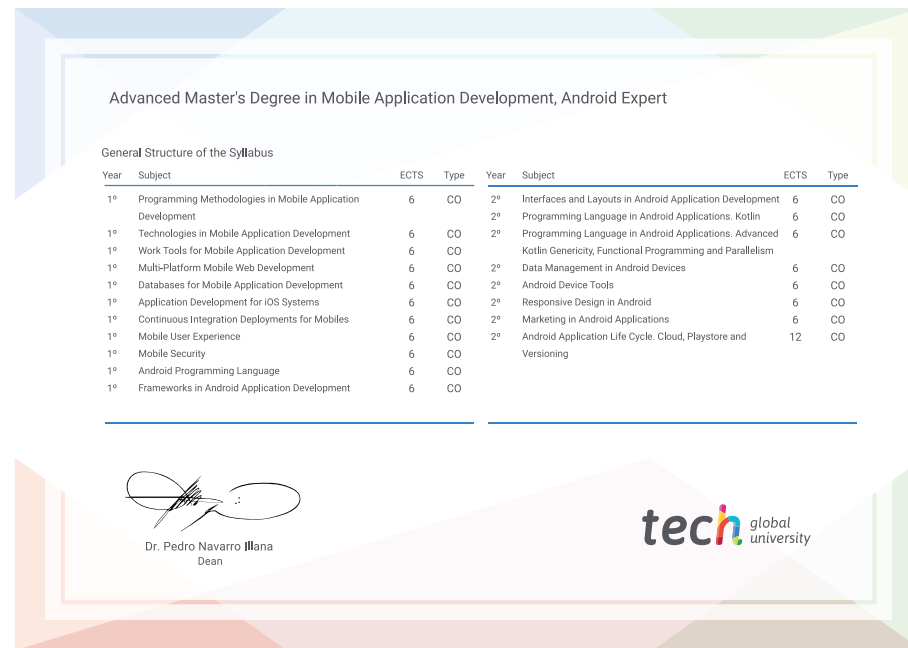 Advanced Master's Degree in Mobile Application Development, Android Expert
General Structure of the Syllabus
Year Subject ECTS Type
1º Programming Methodologies in Mobile Application 6 CO
Development
1º Technologies in Mobile Application Development 6 CO
1º Work Tools for Mobile Application Development 6 CO
1º Multi-Platform Mobile Web Development 6 CO
1º Databases for Mobile Application Development 6 CO
1º Application Development for iOS Systems 6 CO
1º Continuous Integration Deployments for Mobiles 6 CO
1º Mobile User Experience 6 CO
1º Mobile Security 6 CO
1º Android Programming Language 6 CO
1º Frameworks in Android Application Development 6 CO
Year Subject ECTS Type
2º Interfaces and Layouts in Android Application Development 6 CO
2º Programming Language in Android Applications. Kotlin 6 CO
2º Programming Language in Android Applications. Advanced 6 CO
Kotlin Genericity, Functional Programming and Parallelism
2º Data Management in Android Devices 6 CO
2º Android Device Tools 6 CO
2º Responsive Design in Android 6 CO
2º Marketing in Android Applications 6 CO
2º Android Application Life Cycle. Cloud, Playstore and 12 CO
Versioning
Dr. Pedro Navarro Illana
Dean
tech global
university